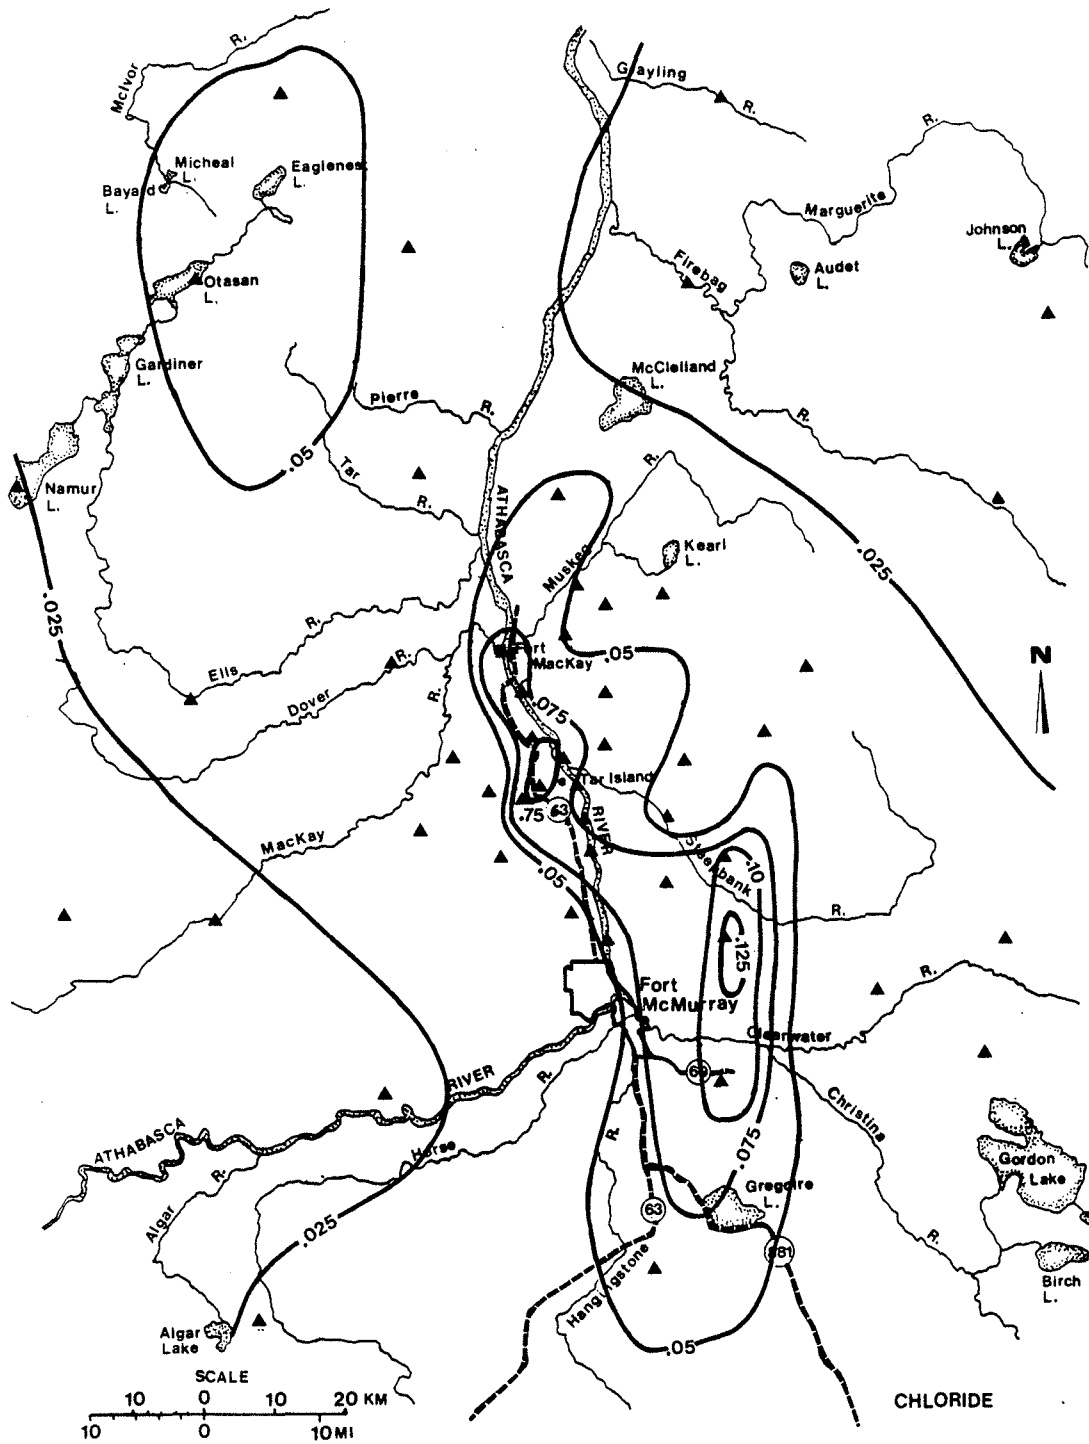 R.
McIvor
Grayling
R.
R.
Micheal
L.
Eaglenest
L.
Bayard
L.
Marguerite
Johnson
L.
Otasan
L.
Firebag
Audet
L.
Gardiner
L.
McClelland
L.
Pierre
R.
R.
.05
Tar
R.
R.
Namur
L.
ATHABASCA
Muskeg
Kearl
L.
.025
.025
R.
Ells
R.
Fort
MacKay
.05
N
Dover
R.
.075
Tar Island
.75
63
RIVER
MacKay
Steepbank
.10
.05
R.
.125
R.
Fort
McMurray
Clearwater
RIVER
R.
69
Christina
ATHABASCA
R.
Horse
R.
.075
Gordon
Lake
Gregoire
L.
63
Algar
.025
R.
Hangingstone
881
Birch
L.
Algar
Lake
.05
SCALE
10 0 10 20 KM
10 0 10 MI
CHLORIDE